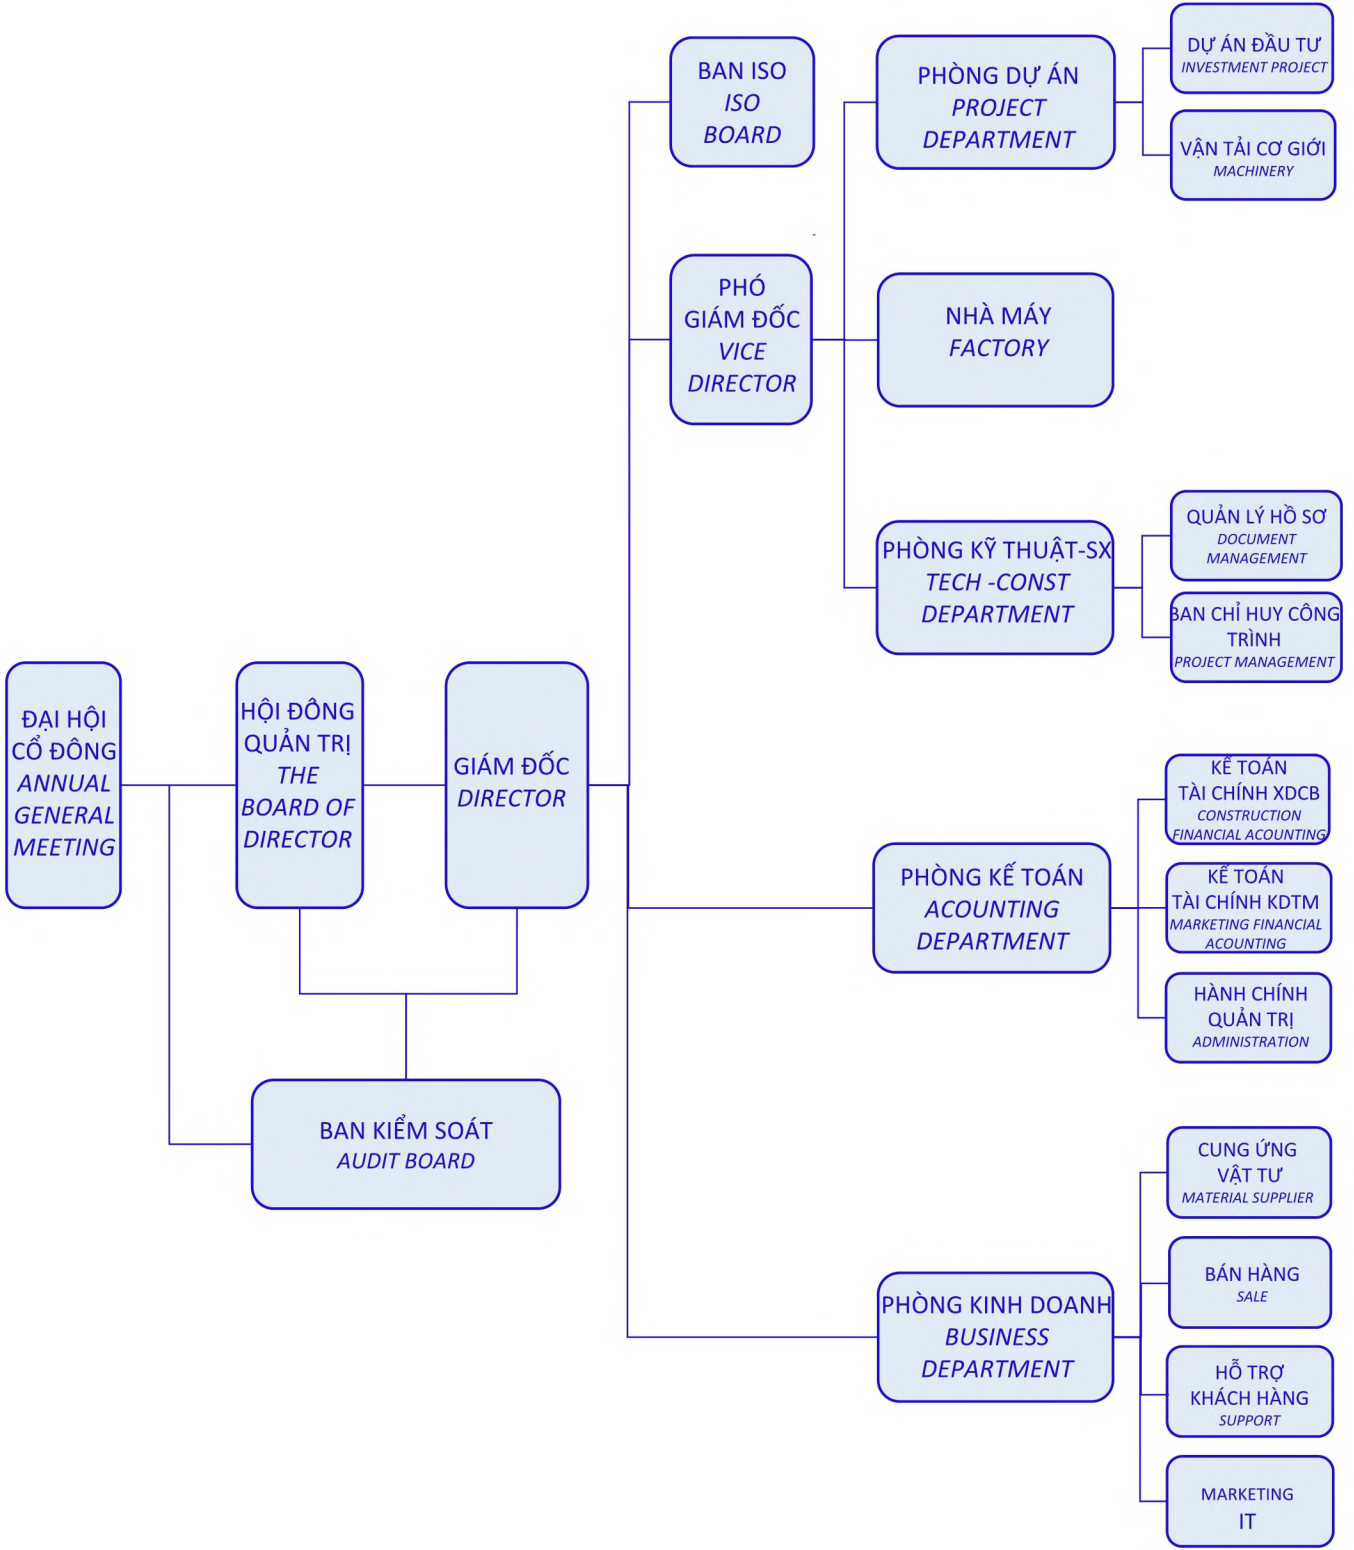 BAN ISO
ISO
BOARD
PHÒNG DỰ ÁN
PROJECT
DEPARTMENT
DỰ ÁN ĐẦU TƯ
INVESTMENT PROJECT
VẬN TẢI CƠ GIỚI
MACHINERY
PHÓ
GIÁM ĐỐC
VICE
DIRECTOR
NHÀ MÁY
FACTORY
PHÒNG KỸ THUẬT-SX
TECH -CONST
DEPARTMENT
QUẢN LÝ HỒ SƠ
DOCUMENT
MANAGEMENT
BAN CHỈ HUY CÔNG
TRÌNH
PROJECT MANAGEMENT
ĐẠI HỘI
CỔ ĐÔNG
ANNUAL
GENERAL
MEETING
HỘI ĐỒNG
QUẢN TRỊ
THE
BOARD OF
DIRECTOR
GIÁM ĐỐC
DIRECTOR
BAN KIỂM SOÁT
AUDIT BOARD
PHÒNG KẾ TOÁN
ACOUNTING
DEPARTMENT
KẾ TOÁN
TÀI CHÍNH XDCB
CONSTRUCTION
FINANCIAL ACOUNTING
KẾ TOÁN
TÀI CHÍNH KDTM
MARKETING FINANCIAL
ACOUNTING
HÀNH CHÍNH
QUẢN TRỊ
ADMINISTRATION
PHÒNG KINH DOANH
BUSINESS
DEPARTMENT
CUNG ỨNG
VẬT TƯ
MATERIAL SUPPLIER
BÁN HÀNG
SALE
HỖ TRỢ
KHÁCH HÀNG
SUPPORT
MARKETING
IT